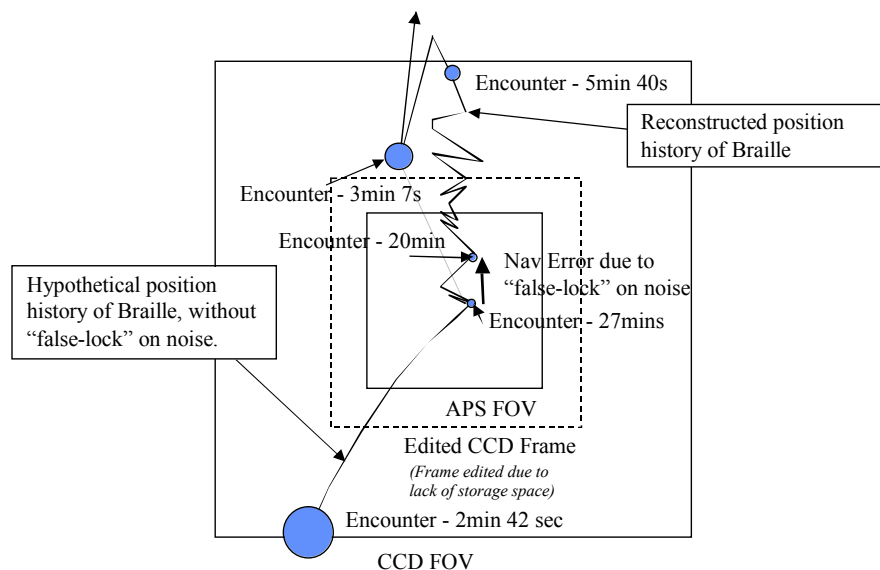 Encounter - 5min 40s
Reconstructed position
history of Braille
Encounter - 3min 7s
Encounter - 20min
Nav Error due to
“false-lock” on noise
Hypothetical position
history of Braille, without
“false-lock” on noise.
Encounter - 27mins
APS FOV
Edited CCD Frame
(Frame edited due to
lack of storage space)
Encounter - 2min 42 sec
CCD FOV